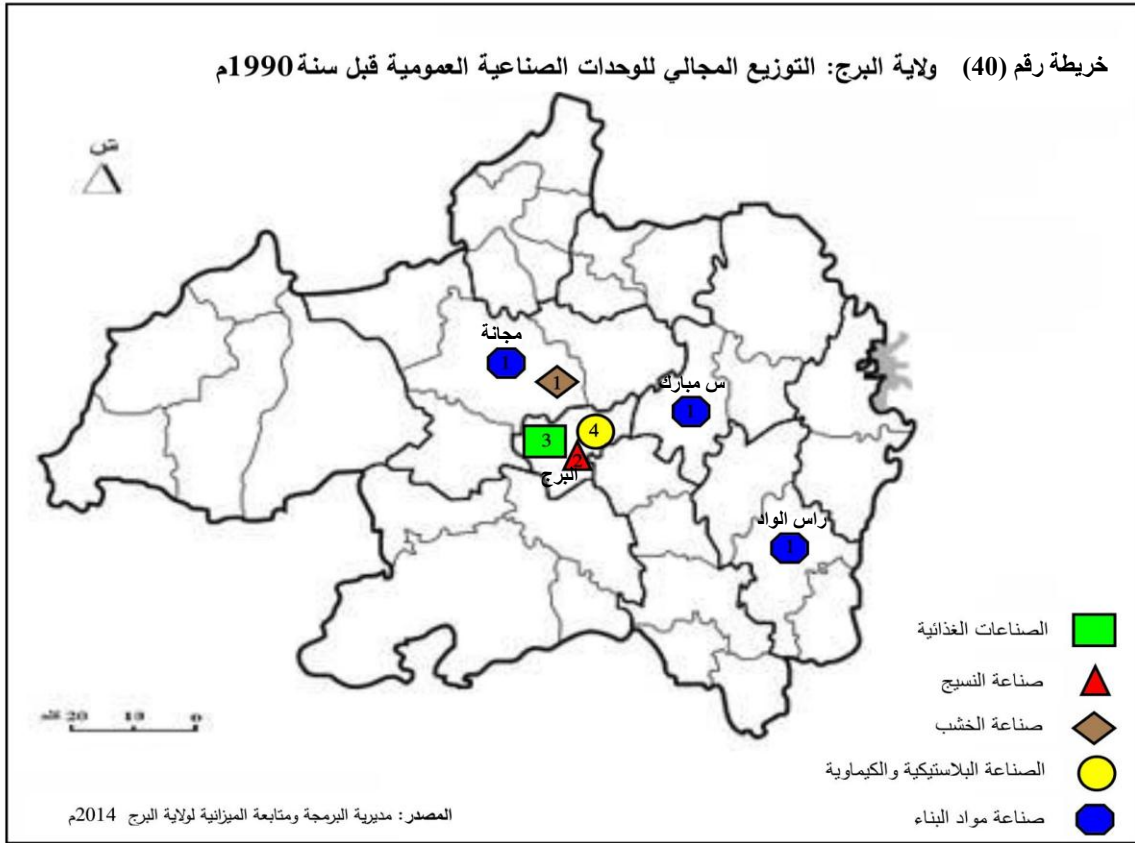 خريطة رقم (40) ولاية البرج: التوزيع المجالي للوحدات الصناعية العمومية قبل سنة 1990م
ش
مجانة
1
1
س مبارك
1
4
3
2
البرج
راس الواد
1
الصناعات الغذائية
صناعة النسيج
صناعة الخشب
الصناعة البلاستيكية والكيماوية
صناعة مواد البناء
0 10 20 كلم
المصدر: مديرية البرمجة ومتابعة الميزانية لولاية البرج 2014م